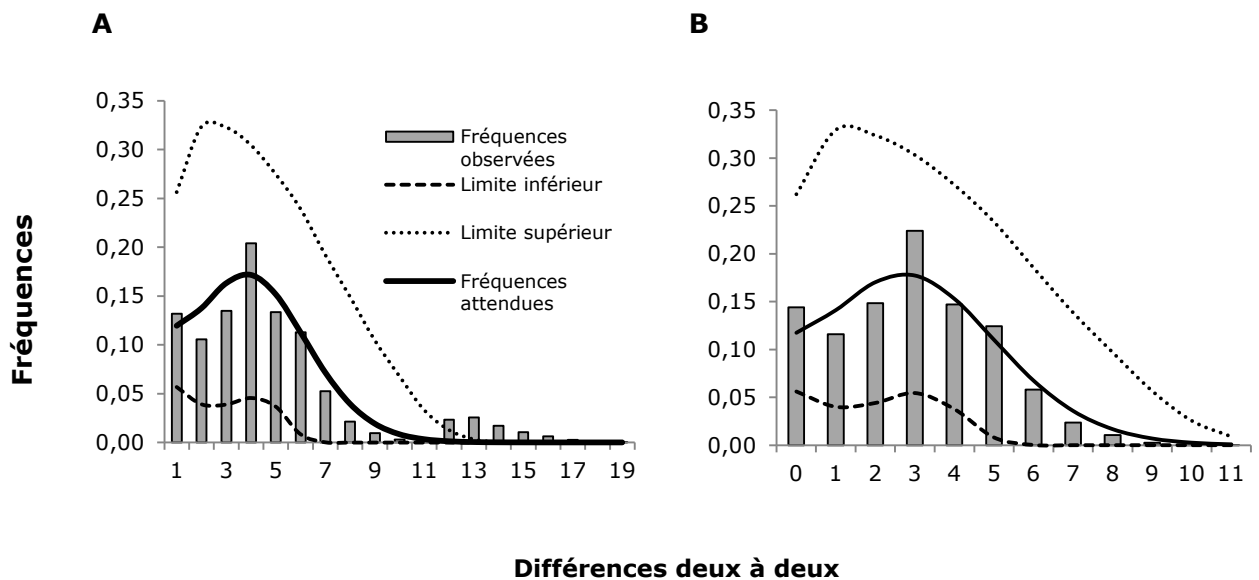 A
B
0,35
0,30
0,25
0,20
0,15
0,10
0,05
0,00
1 3 5 7 9 11 13 15 17 19
Fréquences
observées
Limite inférieur
Limite supérieur
Fréquences
attendues
0,35
0,30
0,25
0,20
0,15
0,10
0,05
0,00
0 1 2 3 4 5 6 7 8 9 10 11
Fréquences
Différences deux à deux